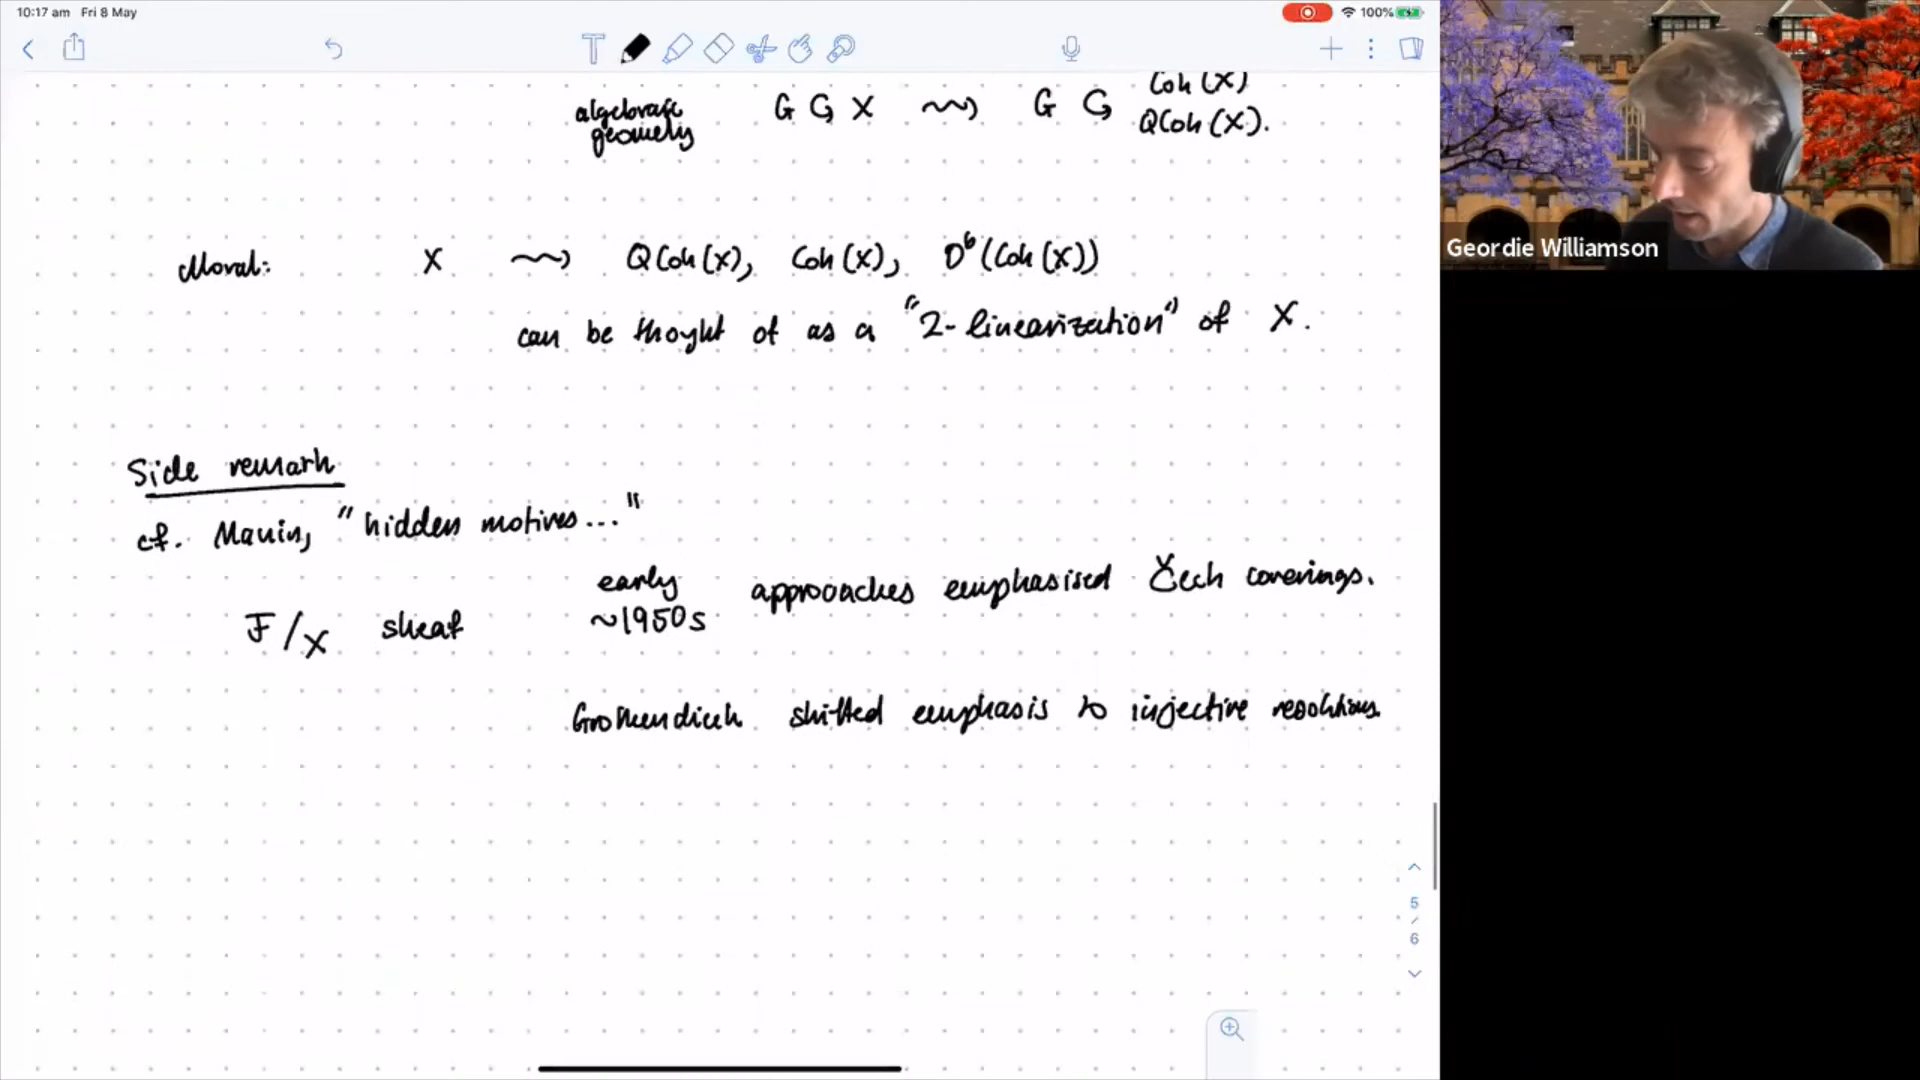 10:17 am Fri 8 May
100%
algebraic geometry G ⟳ X ⇝ G ⟳ Coh(X) QCoh(X).
Moral: X ⇝ QCoh(X), Coh(X), D^b(Coh(X))
can be thought of as a "2-linearization" of X.
Side remark
cf. Manin, "hidden motives..."
F/X sheaf early ~1950s approaches emphasised Čech coverings.
Grothendieck shifted emphasis to injective resolutions.
5
/
6
Geordie Williamson